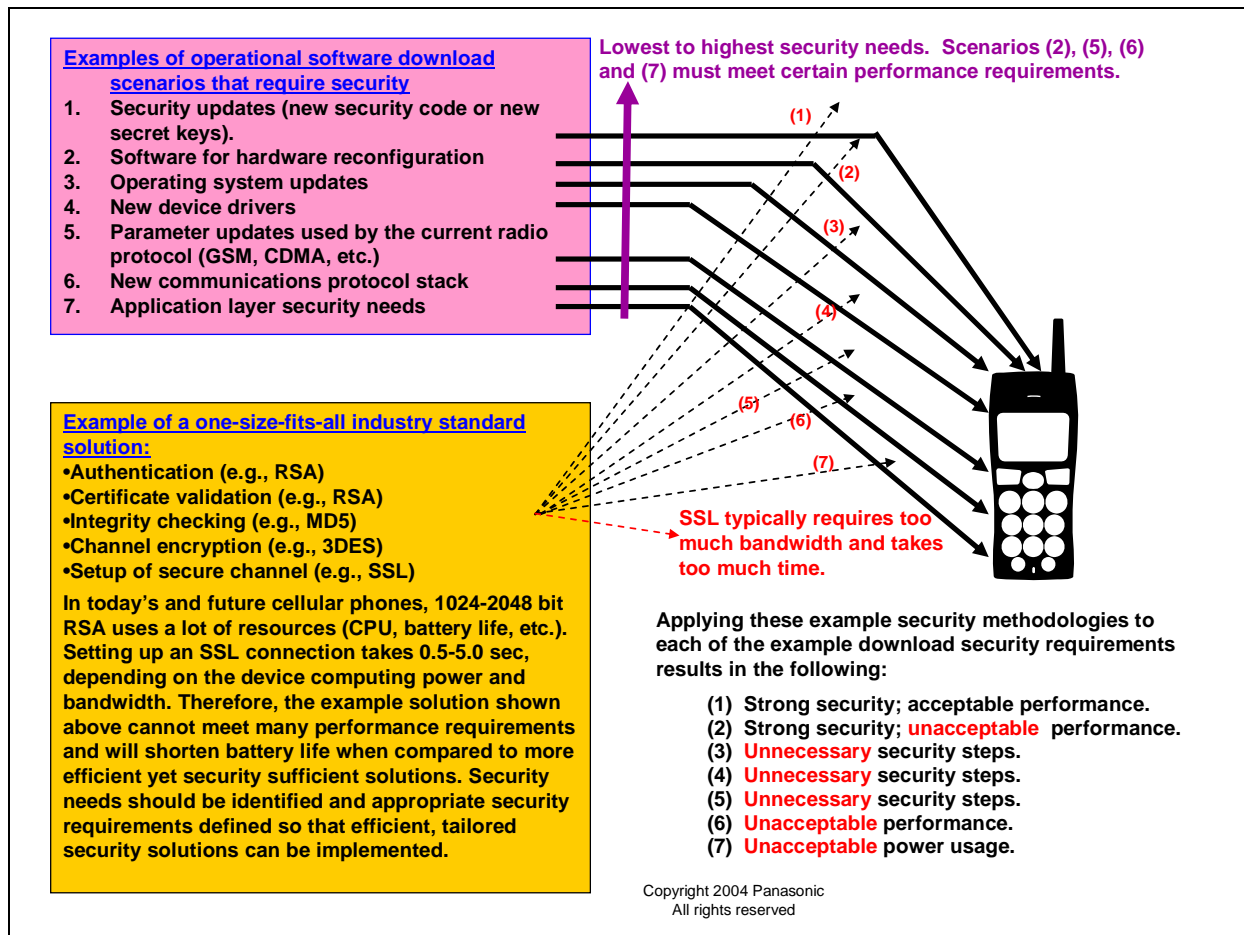 Examples of operational software download
scenarios that require security
1. Security updates (new security code or new
secret keys).
2. Software for hardware reconfiguration
3. Operating system updates
4. New device drivers
5. Parameter updates used by the current radio
protocol (GSM, CDMA, etc.)
6. New communications protocol stack
7. Application layer security needs
Lowest to highest security needs. Scenarios (2), (5), (6)
and (7) must meet certain performance requirements.
(1)
(2)
(3)
(4)
(5)
(6)
(7)
Example of a one-size-fits-all industry standard
solution:
•Authentication (e.g., RSA)
•Certificate validation (e.g., RSA)
•Integrity checking (e.g., MD5)
•Channel encryption (e.g., 3DES)
•Setup of secure channel (e.g., SSL)
In today’s and future cellular phones, 1024-2048 bit
RSA uses a lot of resources (CPU, battery life, etc.).
Setting up an SSL connection takes 0.5-5.0 sec,
depending on the device computing power and
bandwidth. Therefore, the example solution shown
above cannot meet many performance requirements
and will shorten battery life when compared to more
efficient yet security sufficient solutions. Security
needs should be identified and appropriate security
requirements defined so that efficient, tailored
security solutions can be implemented.
SSL typically requires too
much bandwidth and takes
too much time.
Applying these example security methodologies to
each of the example download security requirements
results in the following:
(1) Strong security; acceptable performance.
(2) Strong security; unacceptable performance.
(3) Unnecessary security steps.
(4) Unnecessary security steps.
(5) Unnecessary security steps.
(6) Unacceptable performance.
(7) Unacceptable power usage.
Copyright 2004 Panasonic
All rights reserved